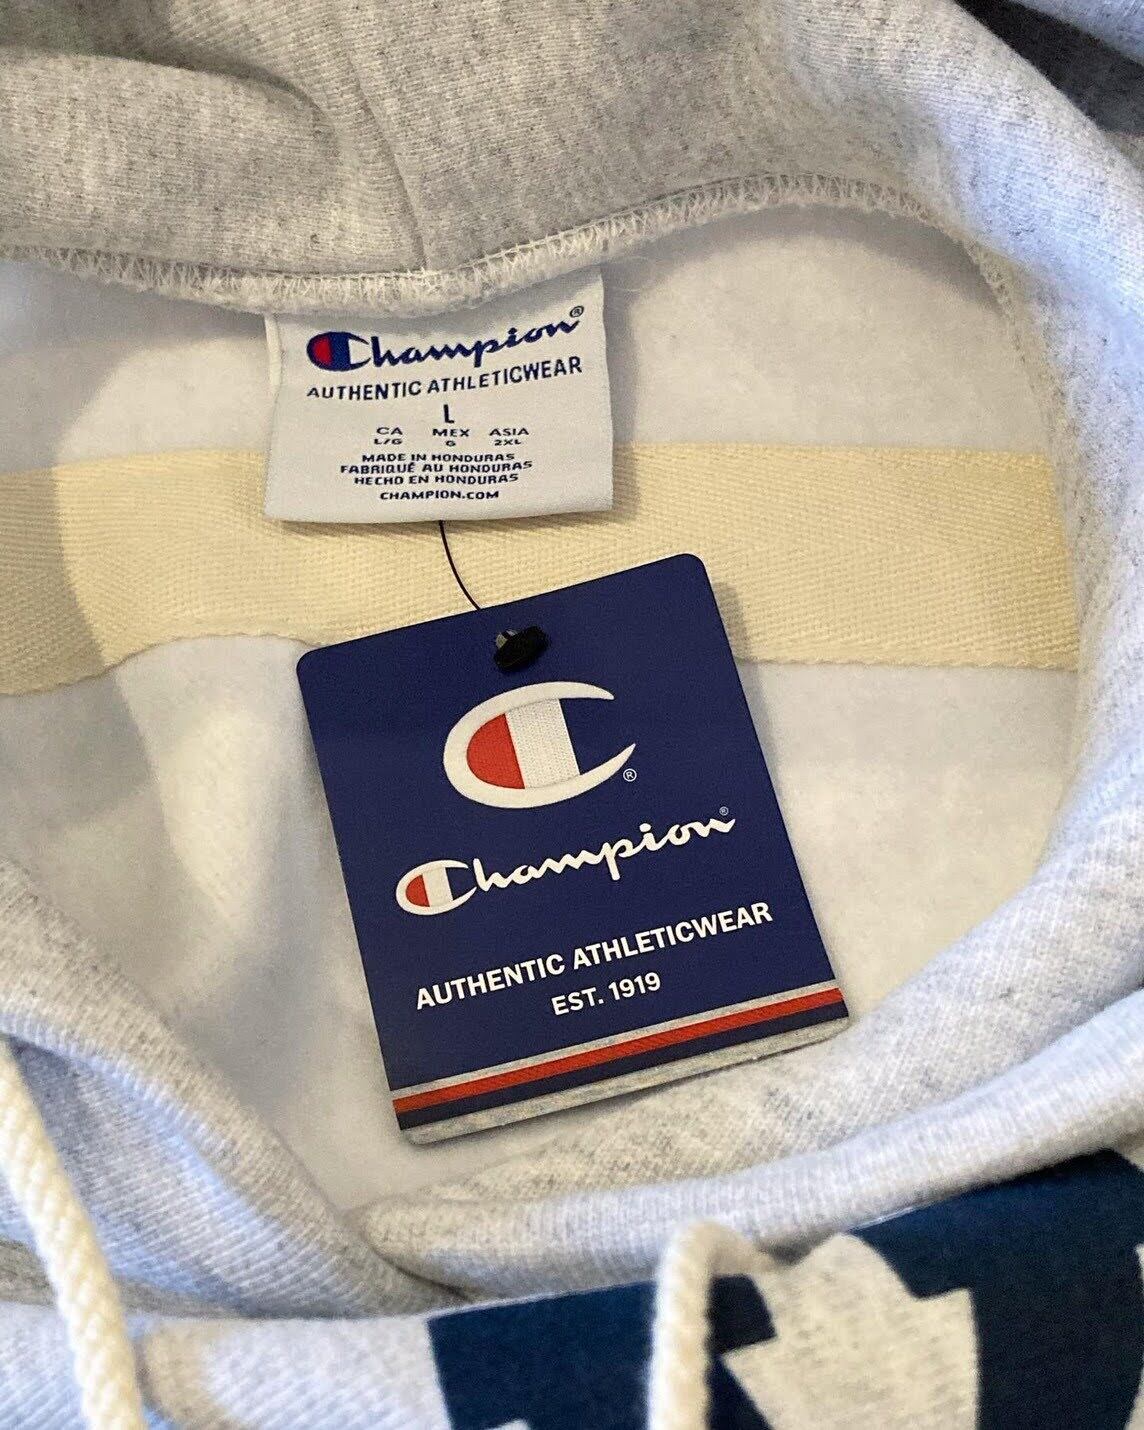 Champion®
AUTHENTIC ATHLETICWEAR
L
CA MEX ASIA
L/G G 2XL
MADE IN HONDURAS
FABRIQUÉ AU HONDURAS
HECHO EN HONDURAS
CHAMPION.COM
®
Champion®
AUTHENTIC ATHLETICWEAR
EST. 1919